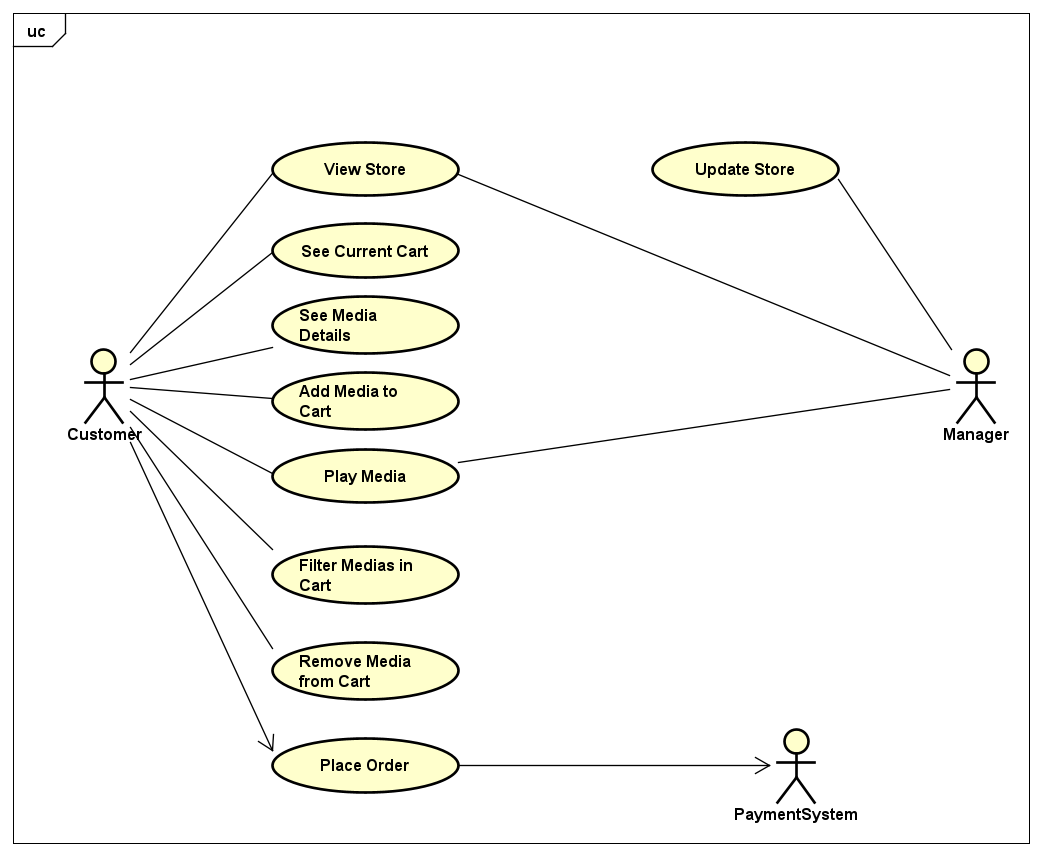 uc
View Store
Update Store
See Current Cart
See Media
Details
Add Media to
Cart
Customer
Manager
Play Media
Filter Medias in
Cart
Remove Media
from Cart
Place Order
PaymentSystem